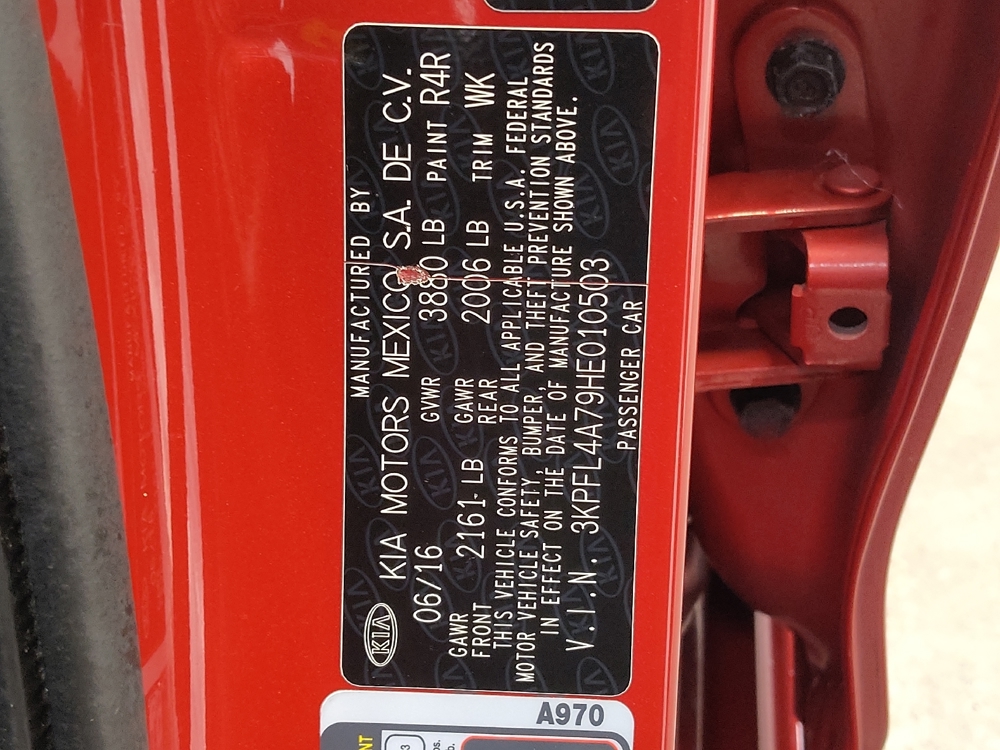 MANUFACTURED BY
KIA KIA MOTORS MEXICO S.A. DE C.V.
06/16 GVWR 3880 LB PAINT R4R
GAWR FRONT 2161 LB GAWR REAR 2006 LB TRIM WK
THIS VEHICLE CONFORMS TO ALL APPLICABLE U.S.A. FEDERAL
MOTOR VEHICLE SAFETY, BUMPER, AND THEFT PREVENTION STANDARDS
IN EFFECT ON THE DATE OF MANUFACTURE SHOWN ABOVE.
V.I.N. 3KPFL4A79HE010503
PASSENGER CAR
A970